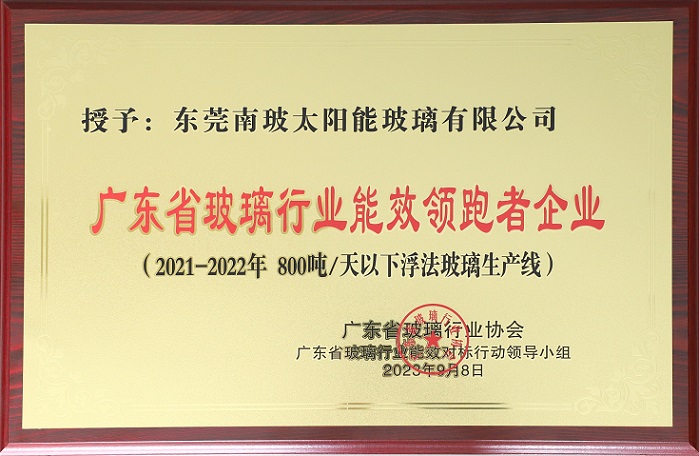 授予：东莞南玻太阳能玻璃有限公司
广东省玻璃行业能效领跑者企业
（2021-2022年 800吨/天以下浮法玻璃生产线）
广东省玻璃行业协会
广东省玻璃行业能效对标行动领导小组
2023年9月8日